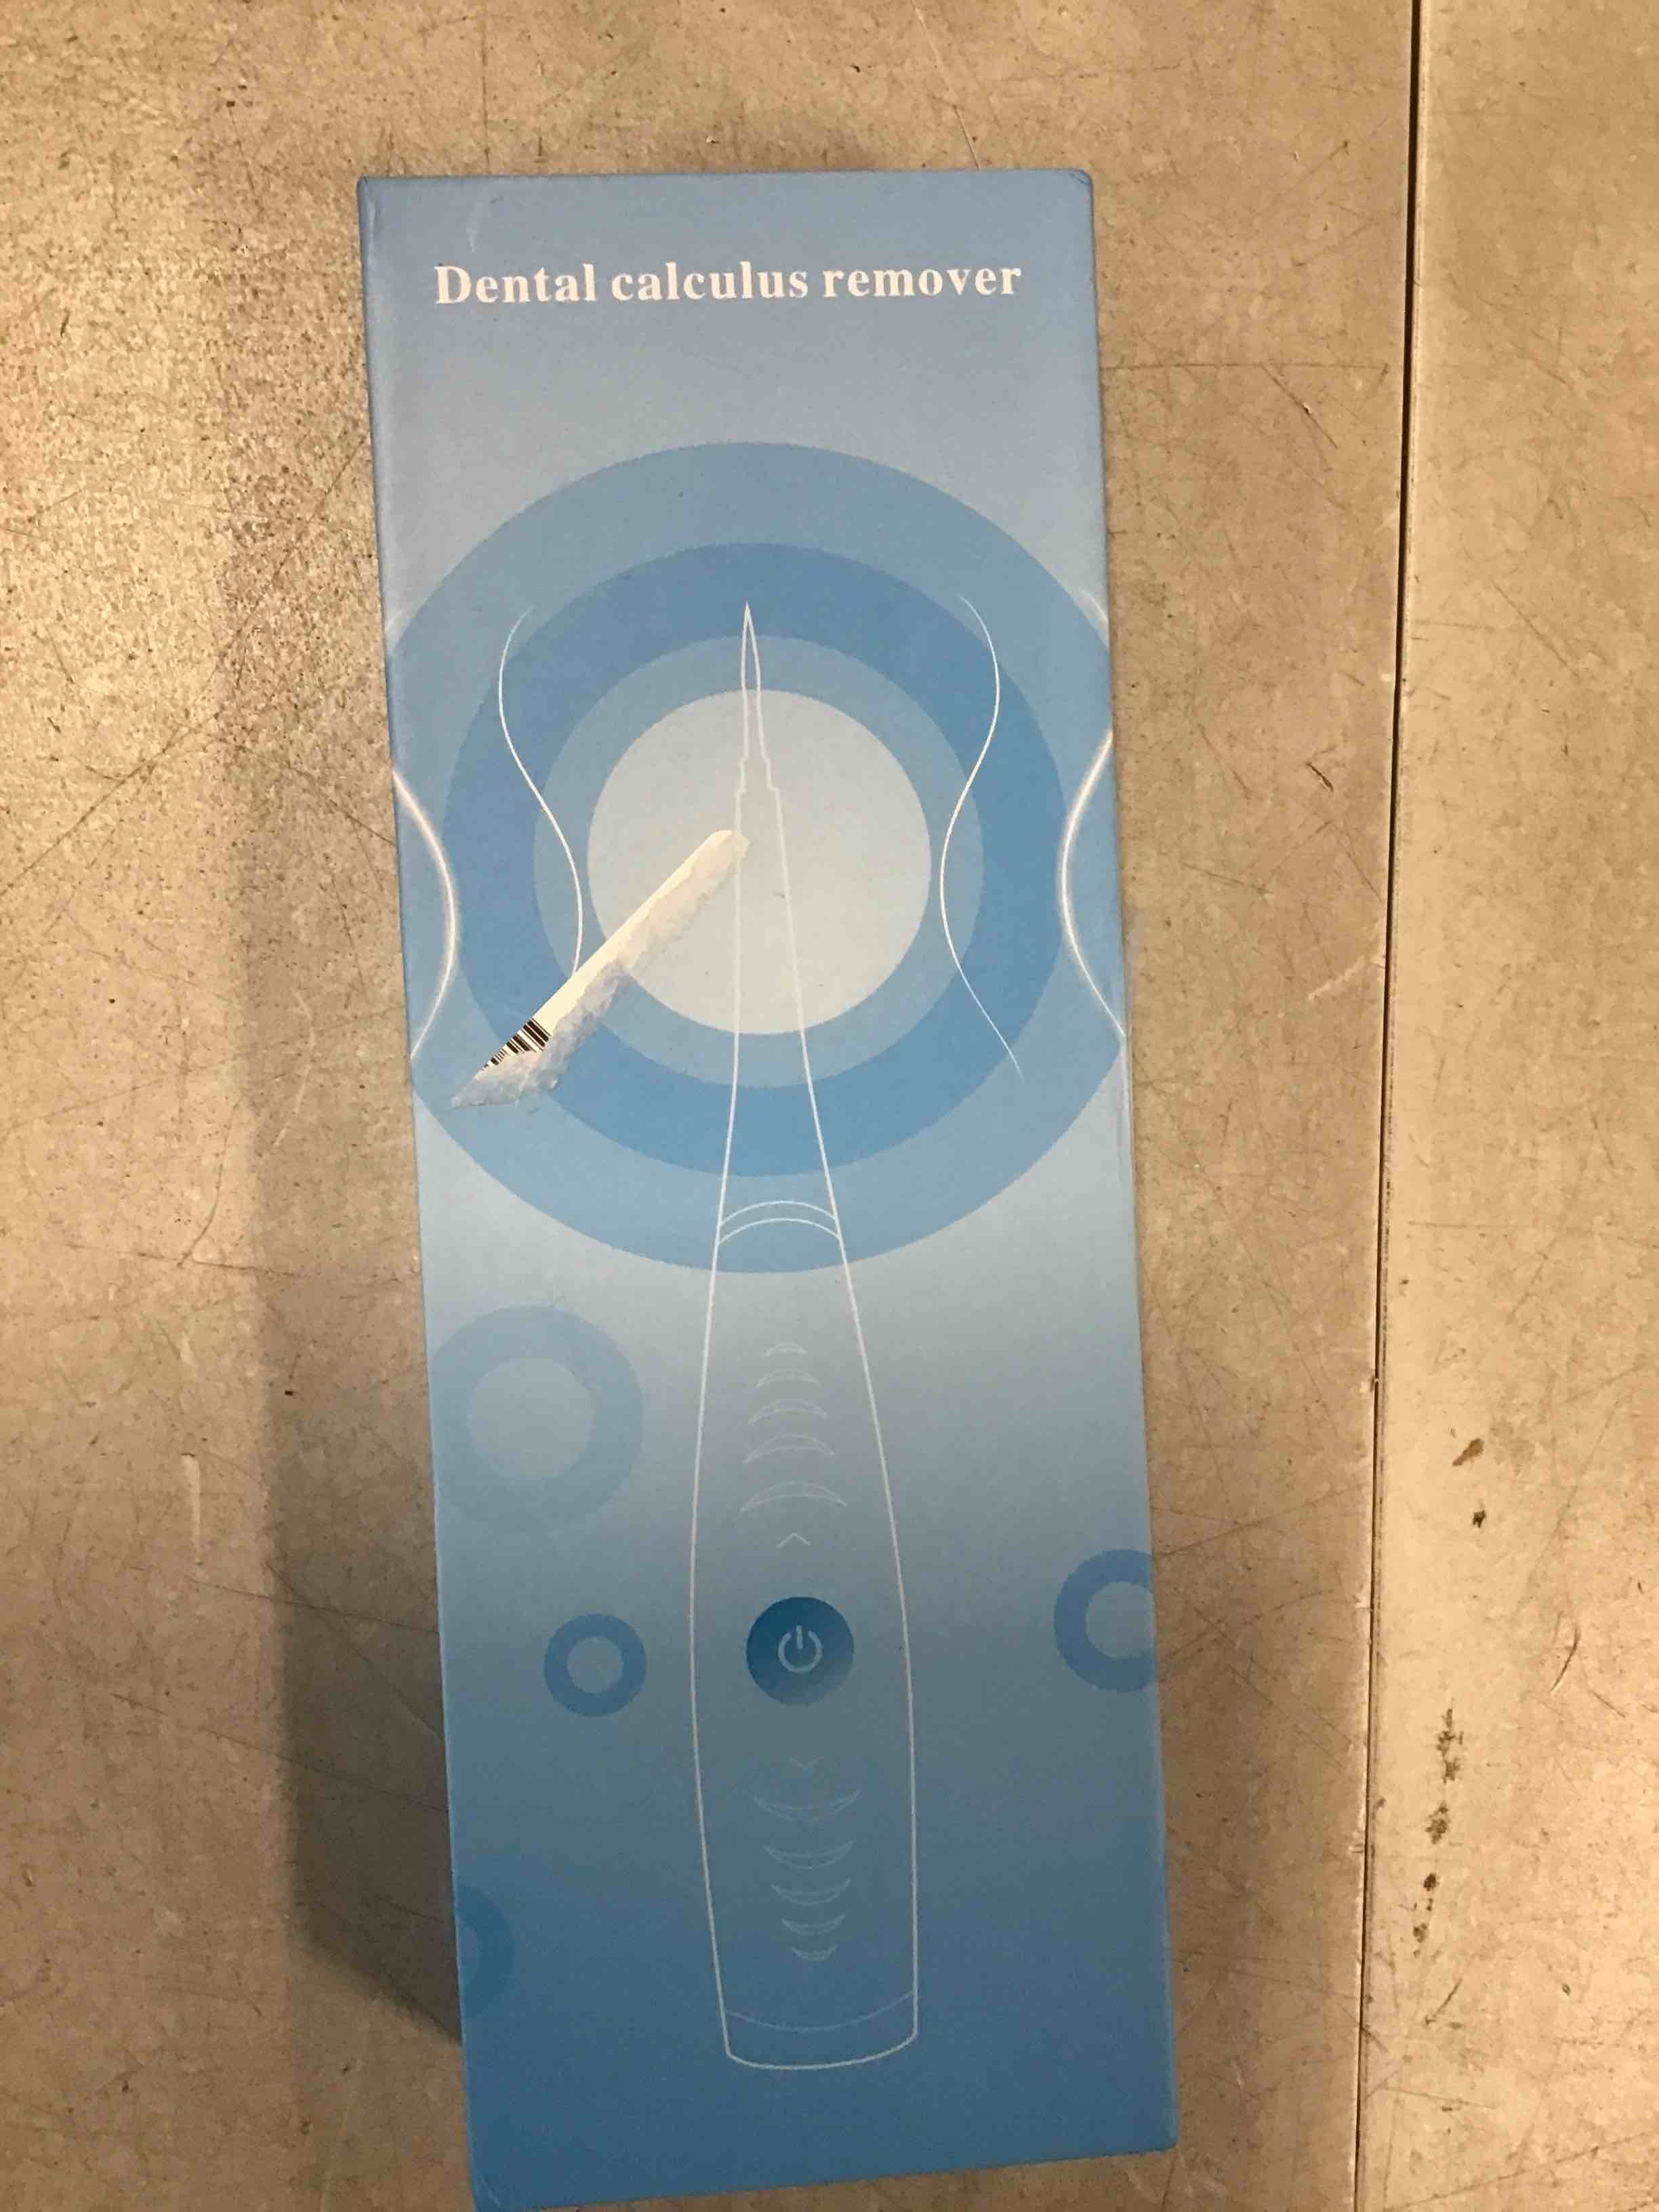 Dental calculus remover